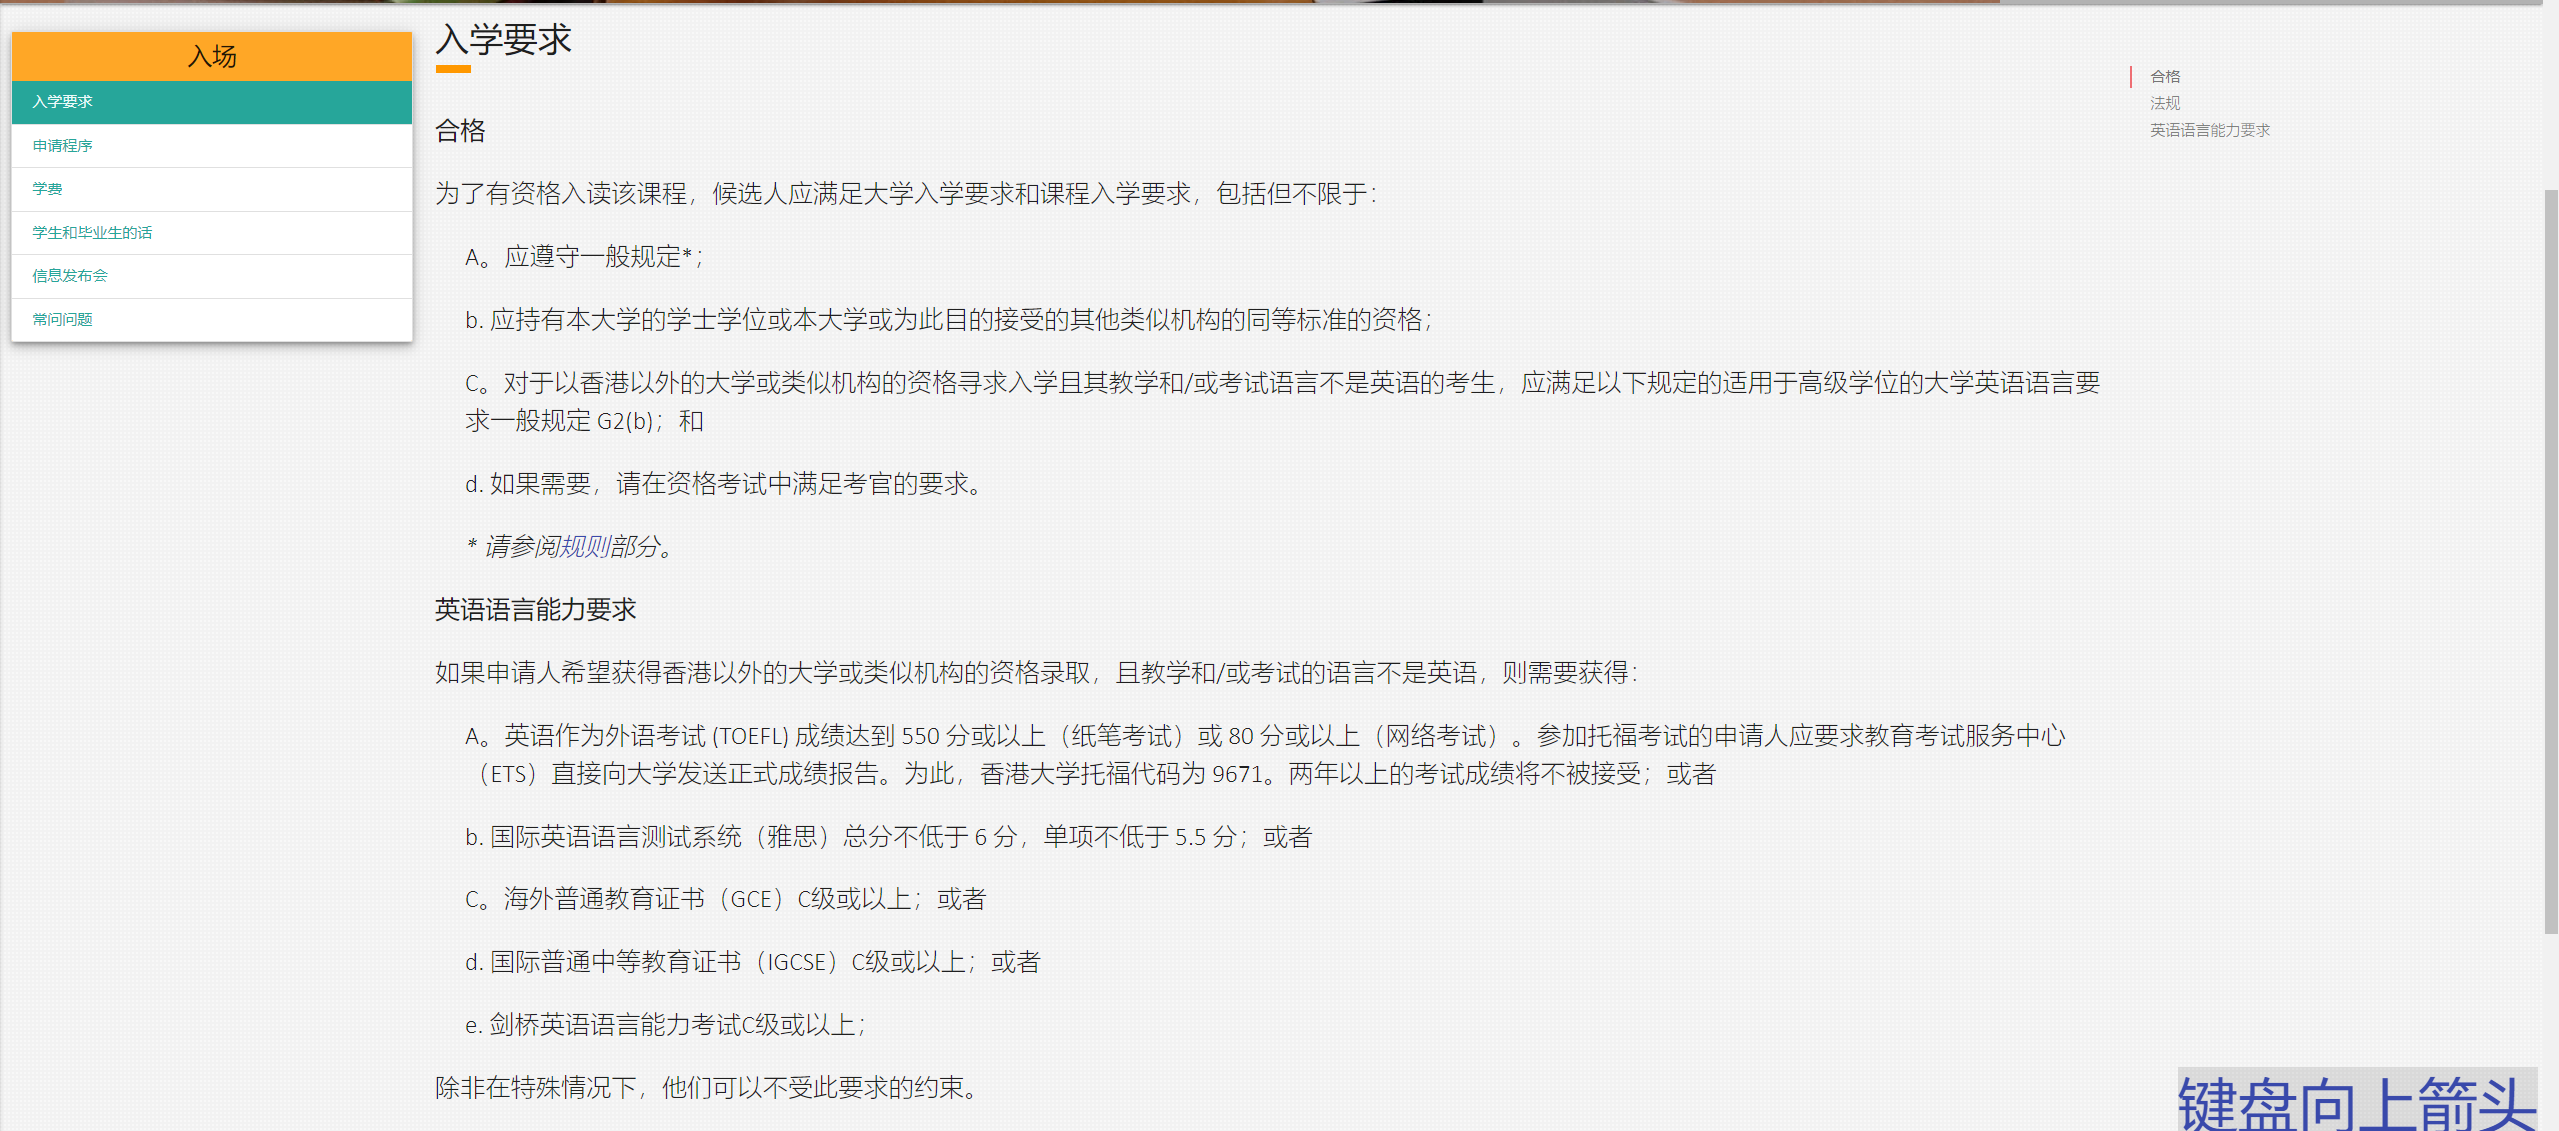 入场
入学要求
申请程序
学费
学生和毕业生的话
信息发布会
常问问题
入学要求
合格
为了有资格入读该课程，候选人应满足大学入学要求和课程入学要求，包括但不限于：
A。应遵守一般规定*；
b. 应持有本大学的学士学位或本大学或为此目的接受的其他类似机构的同等标准的资格；
C。对于以香港以外的大学或类似机构的资格寻求入学且其教学和/或考试语言不是英语的考生，应满足以下规定的适用于高级学位的大学英语语言要
求一般规定 G2(b)；和
d. 如果需要，请在资格考试中满足考官的要求。
* 请参阅规则部分。
英语语言能力要求
如果申请人希望获得香港以外的大学或类似机构的资格录取，且教学和/或考试的语言不是英语，则需要获得：
A。英语作为外语考试 (TOEFL) 成绩达到 550 分或以上（纸笔考试）或 80 分或以上（网络考试）。参加托福考试的申请人应要求教育考试服务中心
（ETS）直接向大学发送正式成绩报告。为此，香港大学托福代码为 9671。两年以上的考试成绩将不被接受；或者
b. 国际英语语言测试系统（雅思）总分不低于 6 分，单项不低于 5.5 分；或者
C。海外普通教育证书（GCE）C级或以上；或者
d. 国际普通中等教育证书（IGCSE）C级或以上；或者
e. 剑桥英语语言能力考试C级或以上；
除非在特殊情况下，他们可以不受此要求的约束。
合格
法规
英语语言能力要求
键盘向上箭头